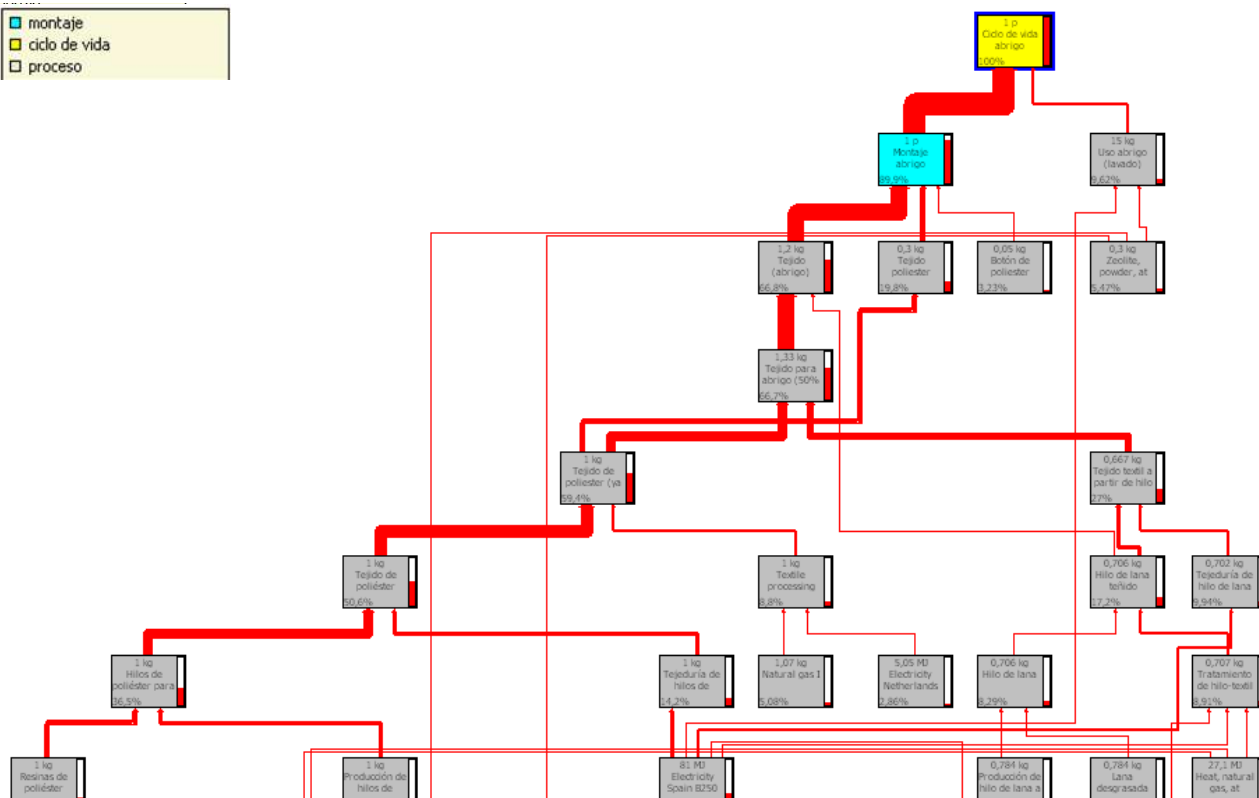 montaje
ciclo de vida
proceso
1 p
Ciclo de vida
abrigo
100%
1 p
Montaje
abrigo
89,9%
15 kg
Uso abrigo
(lavado)
9,62%
1,2 kg
Tejido
(abrigo)
66,8%
0,3 kg
Tejido
poliester
19,8%
0,05 kg
Botón de
poliester
3,23%
0,3 kg
Zeolite,
powder, at
5,47%
1,33 kg
Tejido para
abrigo (50%
66,7%
1 kg
Tejido de
poliester (ya
59,4%
0,667 kg
Tejido textil a
partir de hilo
27%
1 kg
Tejido de
poliéster
50,6%
1 kg
Textile
processing
8,8%
0,706 kg
Hilo de lana
teñido
17,2%
0,702 kg
Tejeduría de
hilo de lana
9,94%
1 kg
Hilos de
poliéster para
36,5%
1 kg
Tejeduría de
hilos de
14,2%
1,07 kg
Natural gas I
5,08%
5,05 MJ
Electricity
Netherlands
2,86%
0,706 kg
Hilo de lana
8,29%
0,707 kg
Tratamiento
de hilo-textil
8,91%
1 kg
Resinas de
poliéster
1 kg
Producción de
hilos de
81 MJ
Electricity
Spain B250
0,784 kg
Producción de
hilo de lana a
0,784 kg
Lana
desgrasada
27,1 MJ
Heat, natural
gas, at